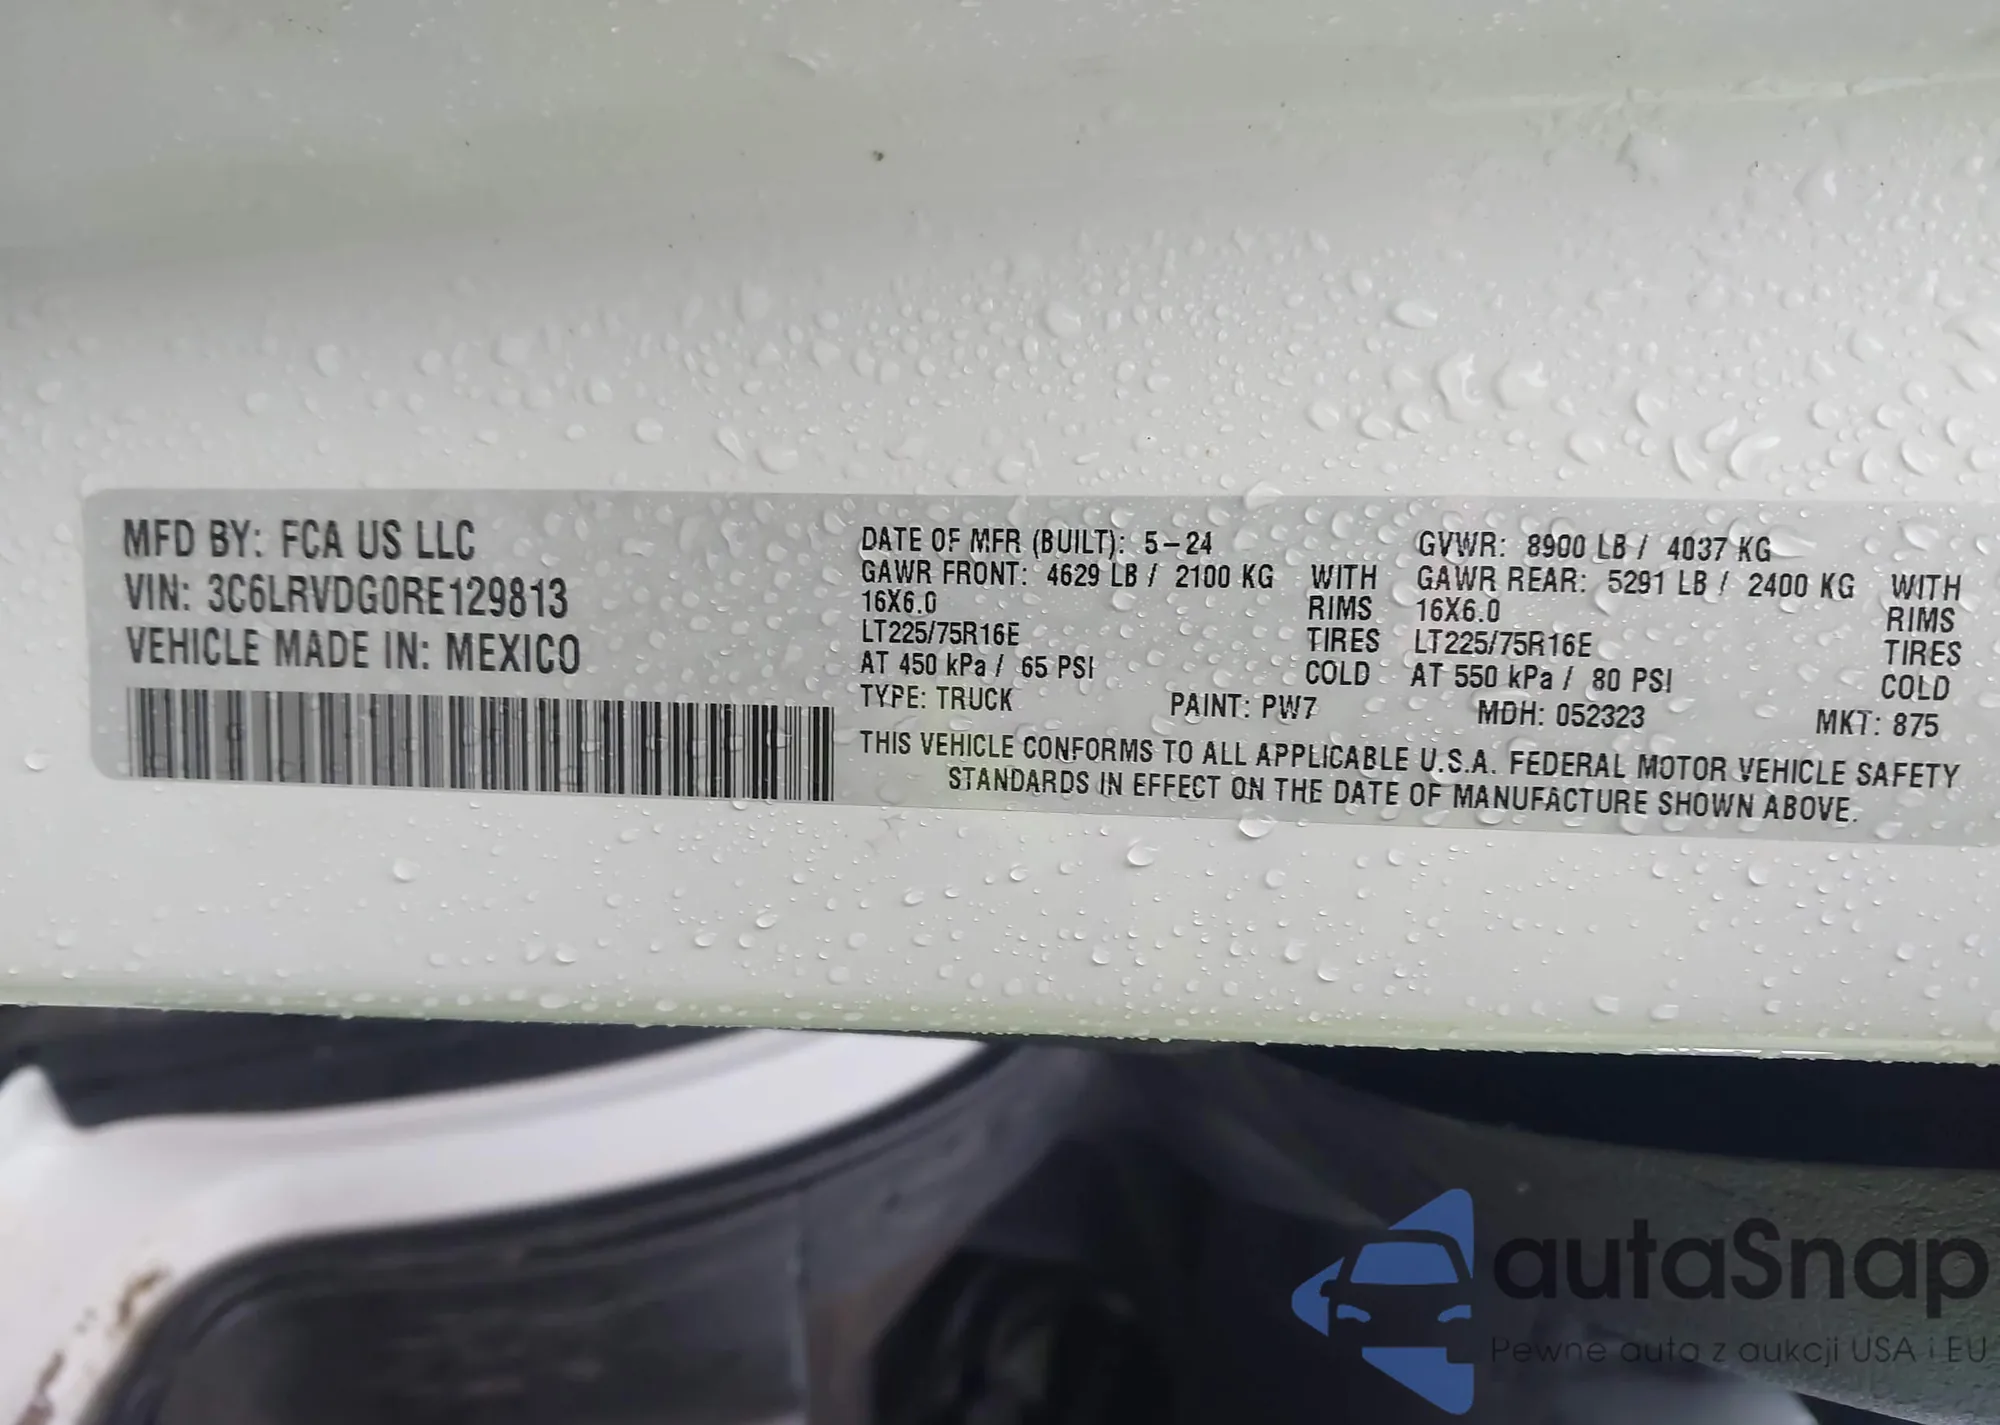 MFD BY: FCA US LLC
VIN: 3C6LRVDG0RE129813
VEHICLE MADE IN: MEXICO
DATE OF MFR (BUILT): 5-24 GVWR: 8900 LB / 4037 KG
GAWR FRONT: 4629 LB / 2100 KG WITH GAWR REAR: 5291 LB / 2400 KG WITH
16X6.0 RIMS 16X6.0 RIMS
LT225/75R16E TIRES LT225/75R16E TIRES
AT 450 kPa / 65 PSI COLD AT 550 kPa / 80 PSI COLD
TYPE: TRUCK PAINT: PW7 MDH: 052323 MKT: 875
THIS VEHICLE CONFORMS TO ALL APPLICABLE U.S.A. FEDERAL MOTOR VEHICLE SAFETY
STANDARDS IN EFFECT ON THE DATE OF MANUFACTURE SHOWN ABOVE.
autaSnap
Pewne auta z aukcji USA i EU